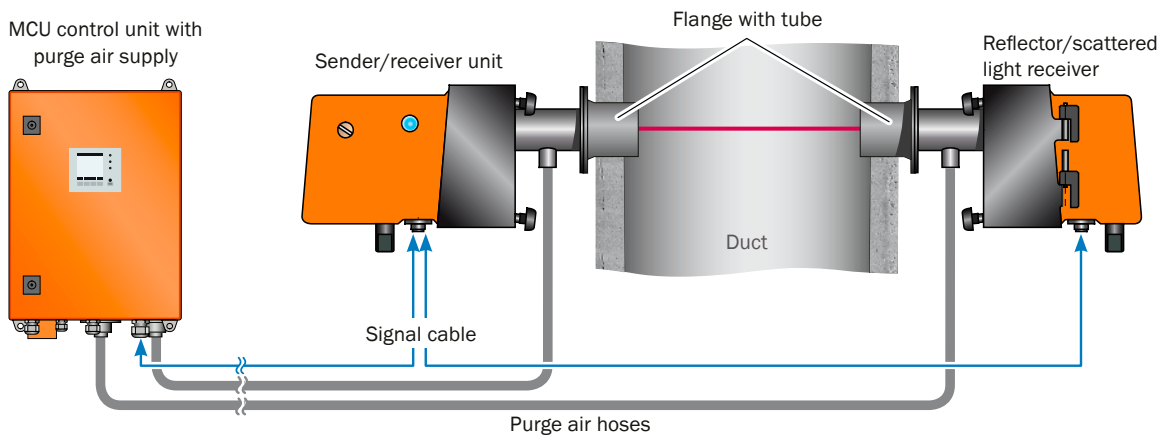 MCU control unit with
purge air supply
Sender/receiver unit
Flange with tube
Reflector/scattered
light receiver
Duct
Signal cable
Purge air hoses